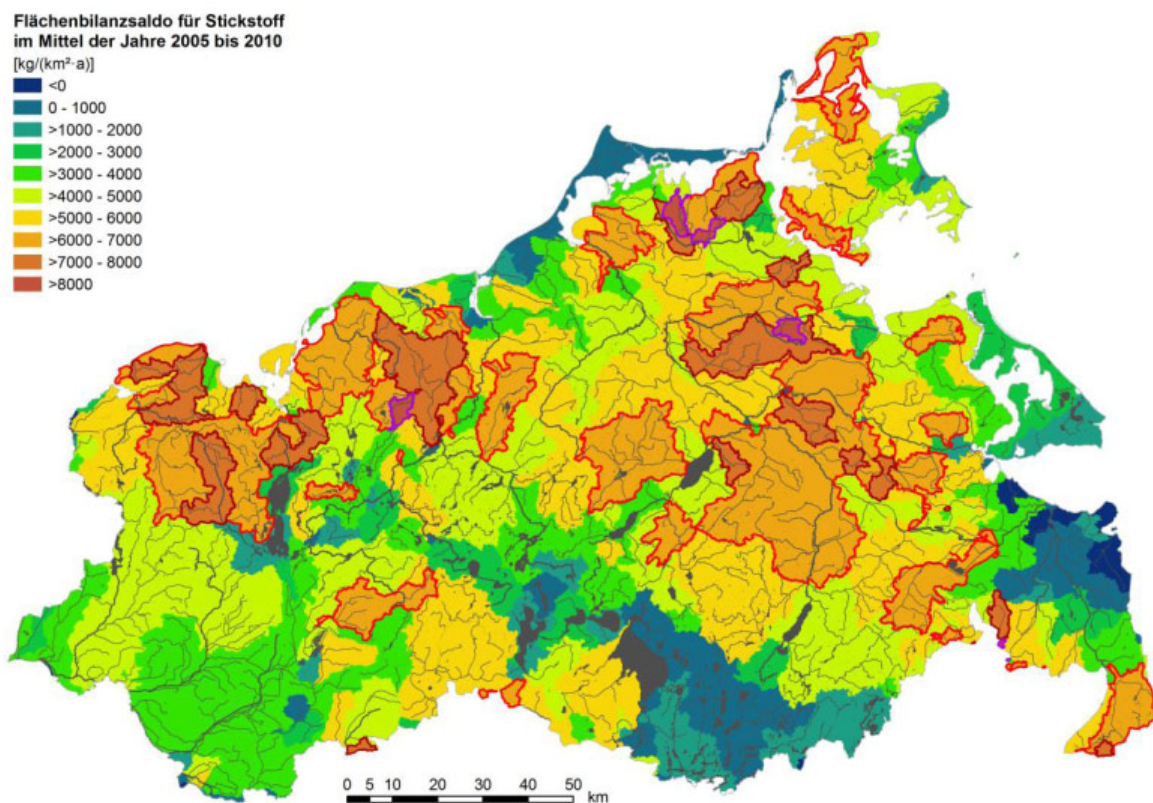 Flächenbilanzsaldo für Stickstoff
im Mittel der Jahre 2005 bis 2010
[kg/(km²·a)]
<0
0 - 1000
>1000 - 2000
>2000 - 3000
>3000 - 4000
>4000 - 5000
>5000 - 6000
>6000 - 7000
>7000 - 8000
>8000
0 5 10 20 30 40 50
km